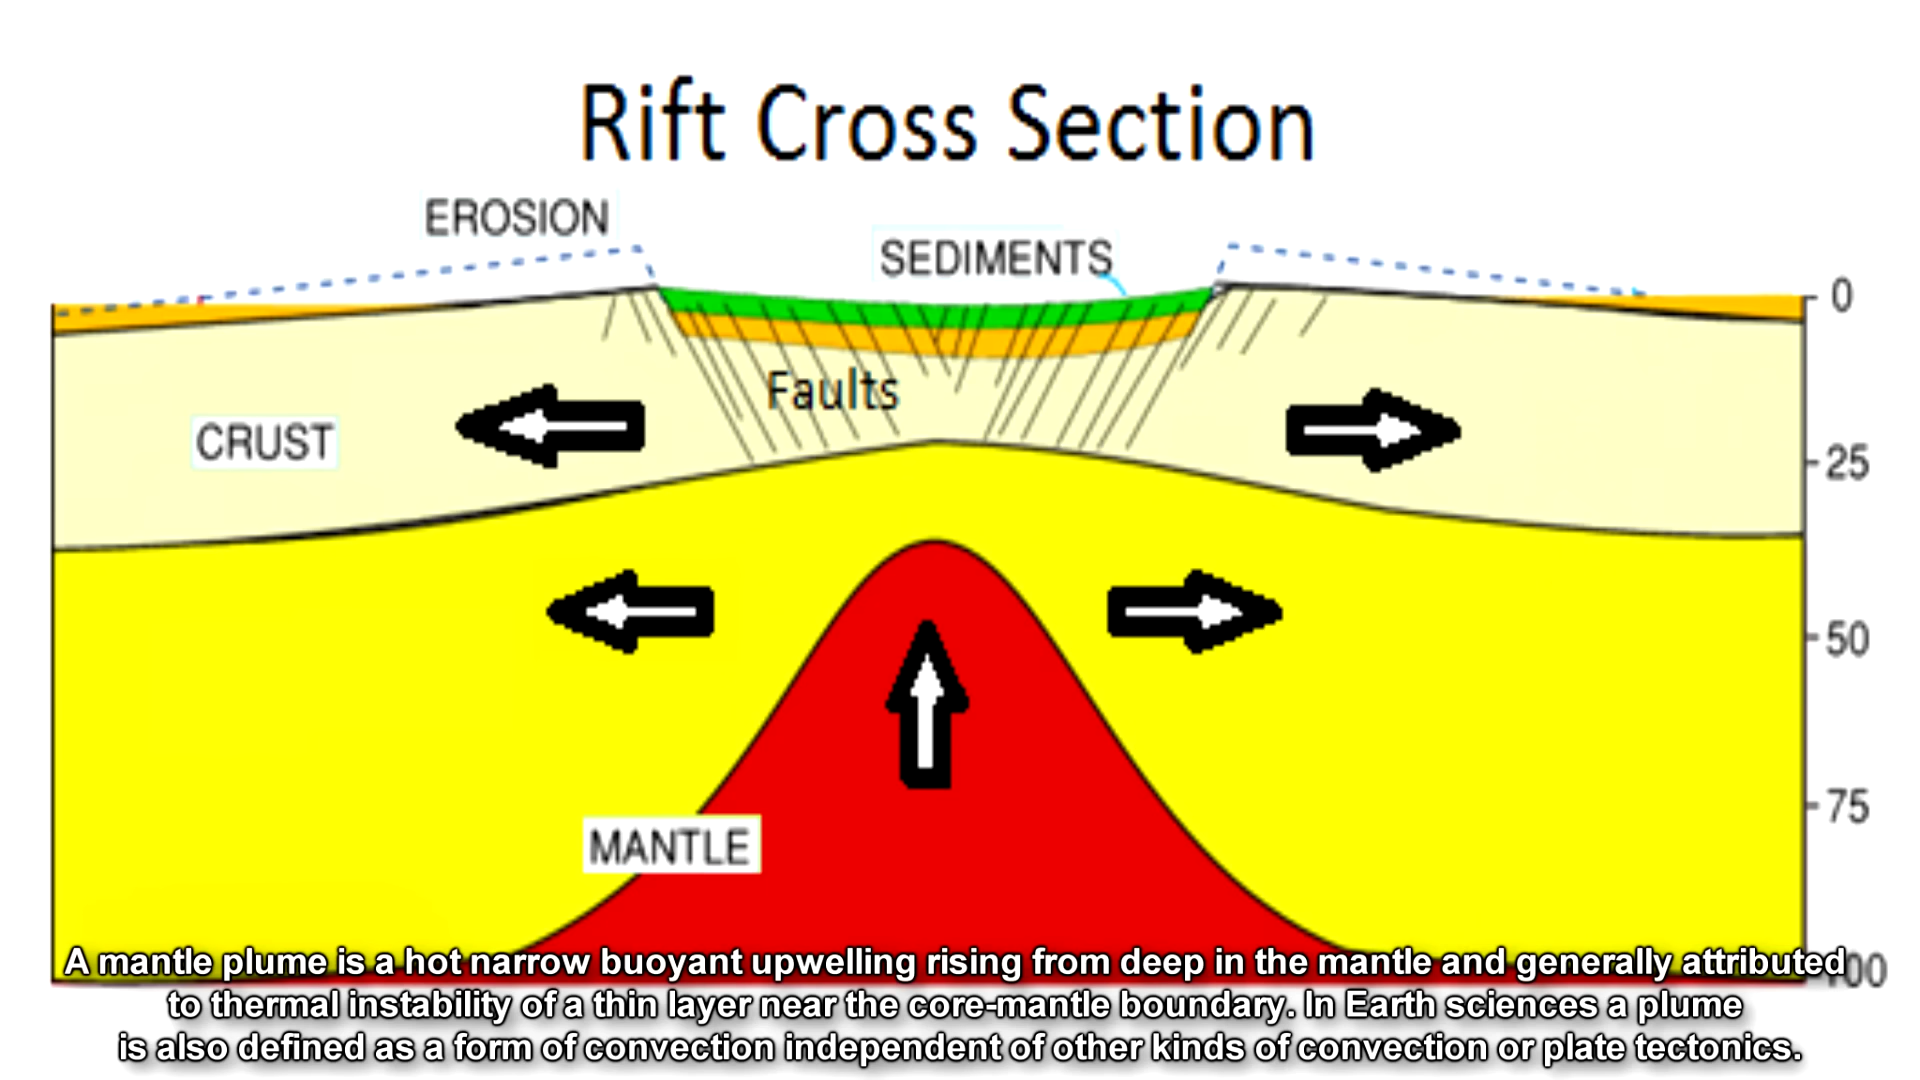 Rift Cross Section
EROSION
SEDIMENTS
0
Faults
CRUST
25
50
75
MANTLE
A mantle plume is a hot narrow buoyant upwelling rising from deep in the mantle and generally attributed
00
to thermal instability of a thin layer near the core-mantle boundary. In Earth sciences a plume
is also defined as a form of convection independent of other kinds of convection or plate tectonics.